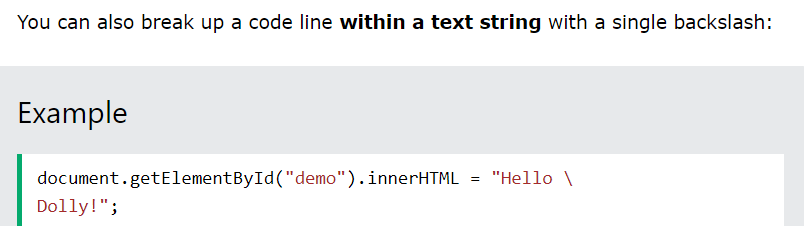 You can also break up a code line within a text string with a single backslash:
Example
document.getElementById("demo").innerHTML = "Hello \
Dolly!";